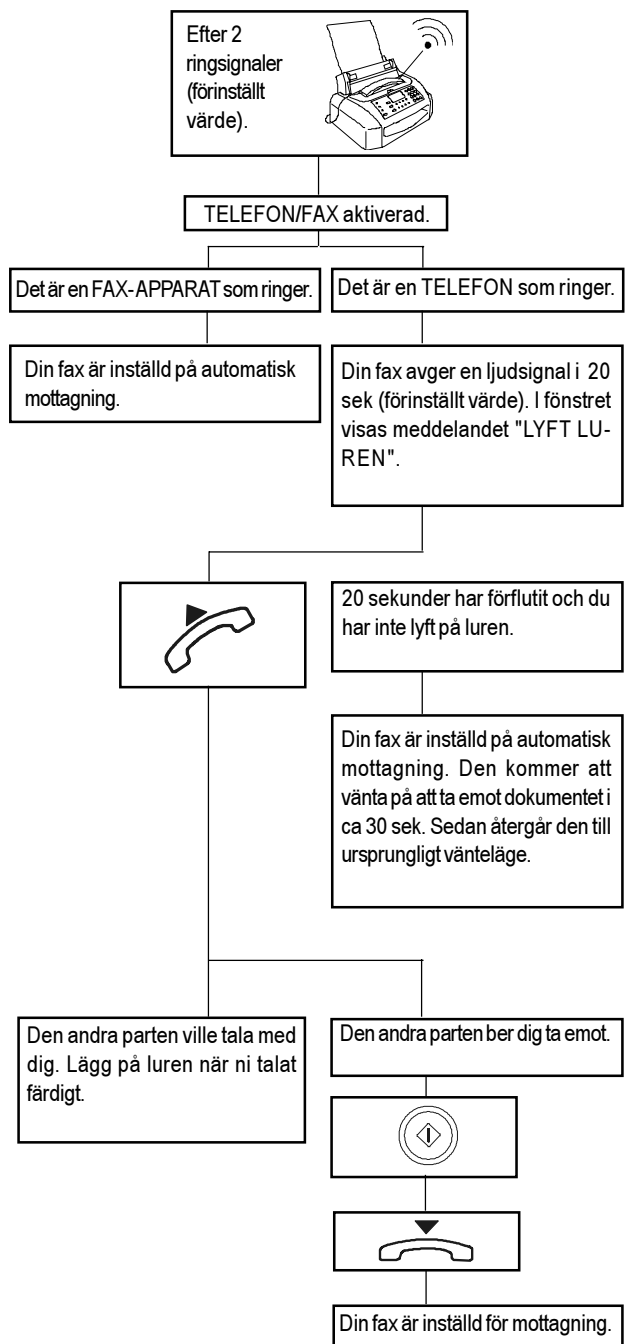 Efter 2
ringsignaler
(förinställt
värde).
TELEFON/FAX aktiverad.
Det är en FAX-APPARAT som ringer.
Det är en TELEFON som ringer.
Din fax är inställd på automatisk
mottagning.
Din fax avger en ljudsignal i 20
sek (förinställt värde). I fönstret
visas meddelandet "LYFT LU-
REN".
20 sekunder har förflutit och du
har inte lyft på luren.
Din fax är inställd på automatisk
mottagning. Den kommer att
vänta på att ta emot dokumentet i
ca 30 sek. Sedan återgår den till
ursprungligt vänteläge.
Den andra parten ville tala med
dig. Lägg på luren när ni talat
färdigt.
Den andra parten ber dig ta emot.
Din fax är inställd för mottagning.